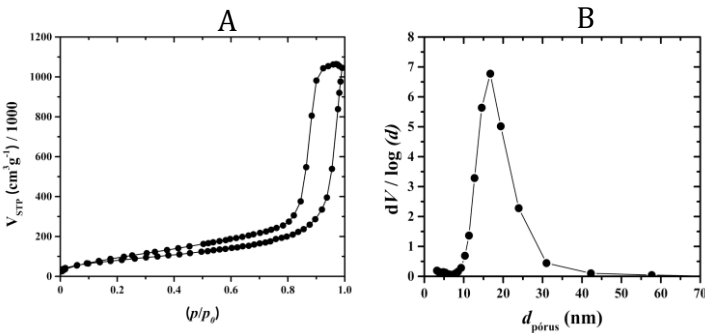 A
1200
1000
800
600
400
200
0
V_STP (cm³g⁻¹) / 1000
0 0.2 0.4 0.6 0.8 1.0
(p/p₀)
B
8
7
6
5
4
3
2
1
0
dV / log (d)
0 10 20 30 40 50 60 70
d_pórus (nm)